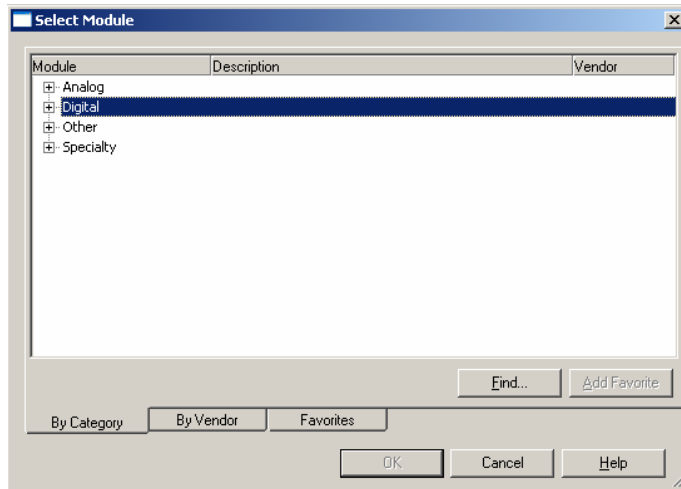 Select Module
Module Description Vendor
Analog
Digital
Other
Specialty
Find... Add Favorite
By Category By Vendor Favorites
OK Cancel Help